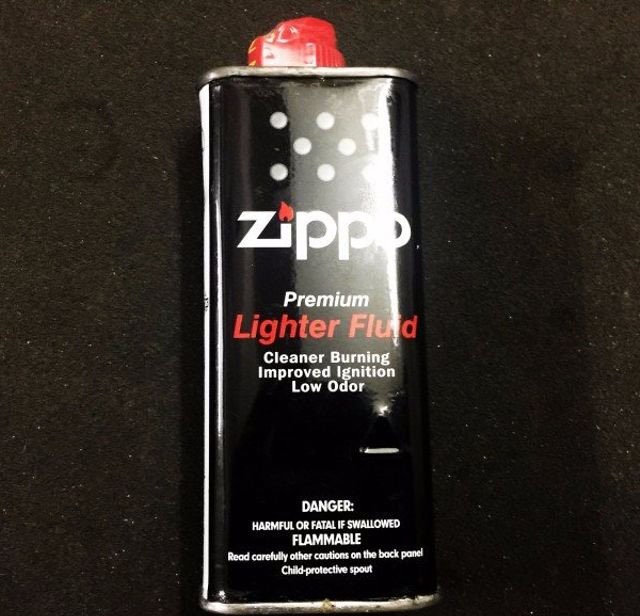 Zippo
Premium
Lighter Fluid
Cleaner Burning
Improved Ignition
Low Odor
DANGER:
HARMFUL OR FATAL IF SWALLOWED
FLAMMABLE
Read carefully other cautions on the back panel
Child-protective spout